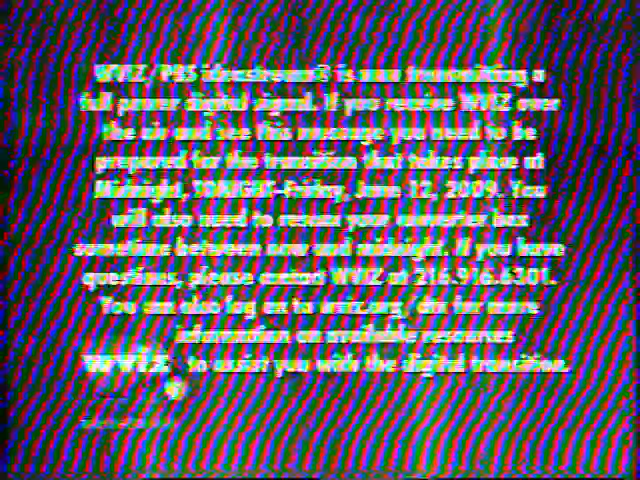 WVIZ/PBS ideastream® is now transmitting a
full power digital signal. If you receive WVIZ over
the air and see this message you need to be
prepared for the transition that takes place at
Midnight, TONIGHT-Friday, June 12, 2009. You
will also need to rescan your converter box
sometime between now and midnight. If you have
questions, please contact WVIZ at 216.916.6301.
You can also log on to wviz.org/dtv for more
information on available resources
to assist you with the digital transition.
WVIZ